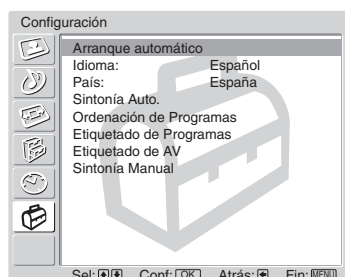 Configuración
Arranque automático
Idioma: Español
País: España
Sintonía Auto.
Ordenación de Programas
Etiquetado de Programas
Etiquetado de AV
Sintonía Manual
Sel: Conf: OK Atrás: Fin: MENU